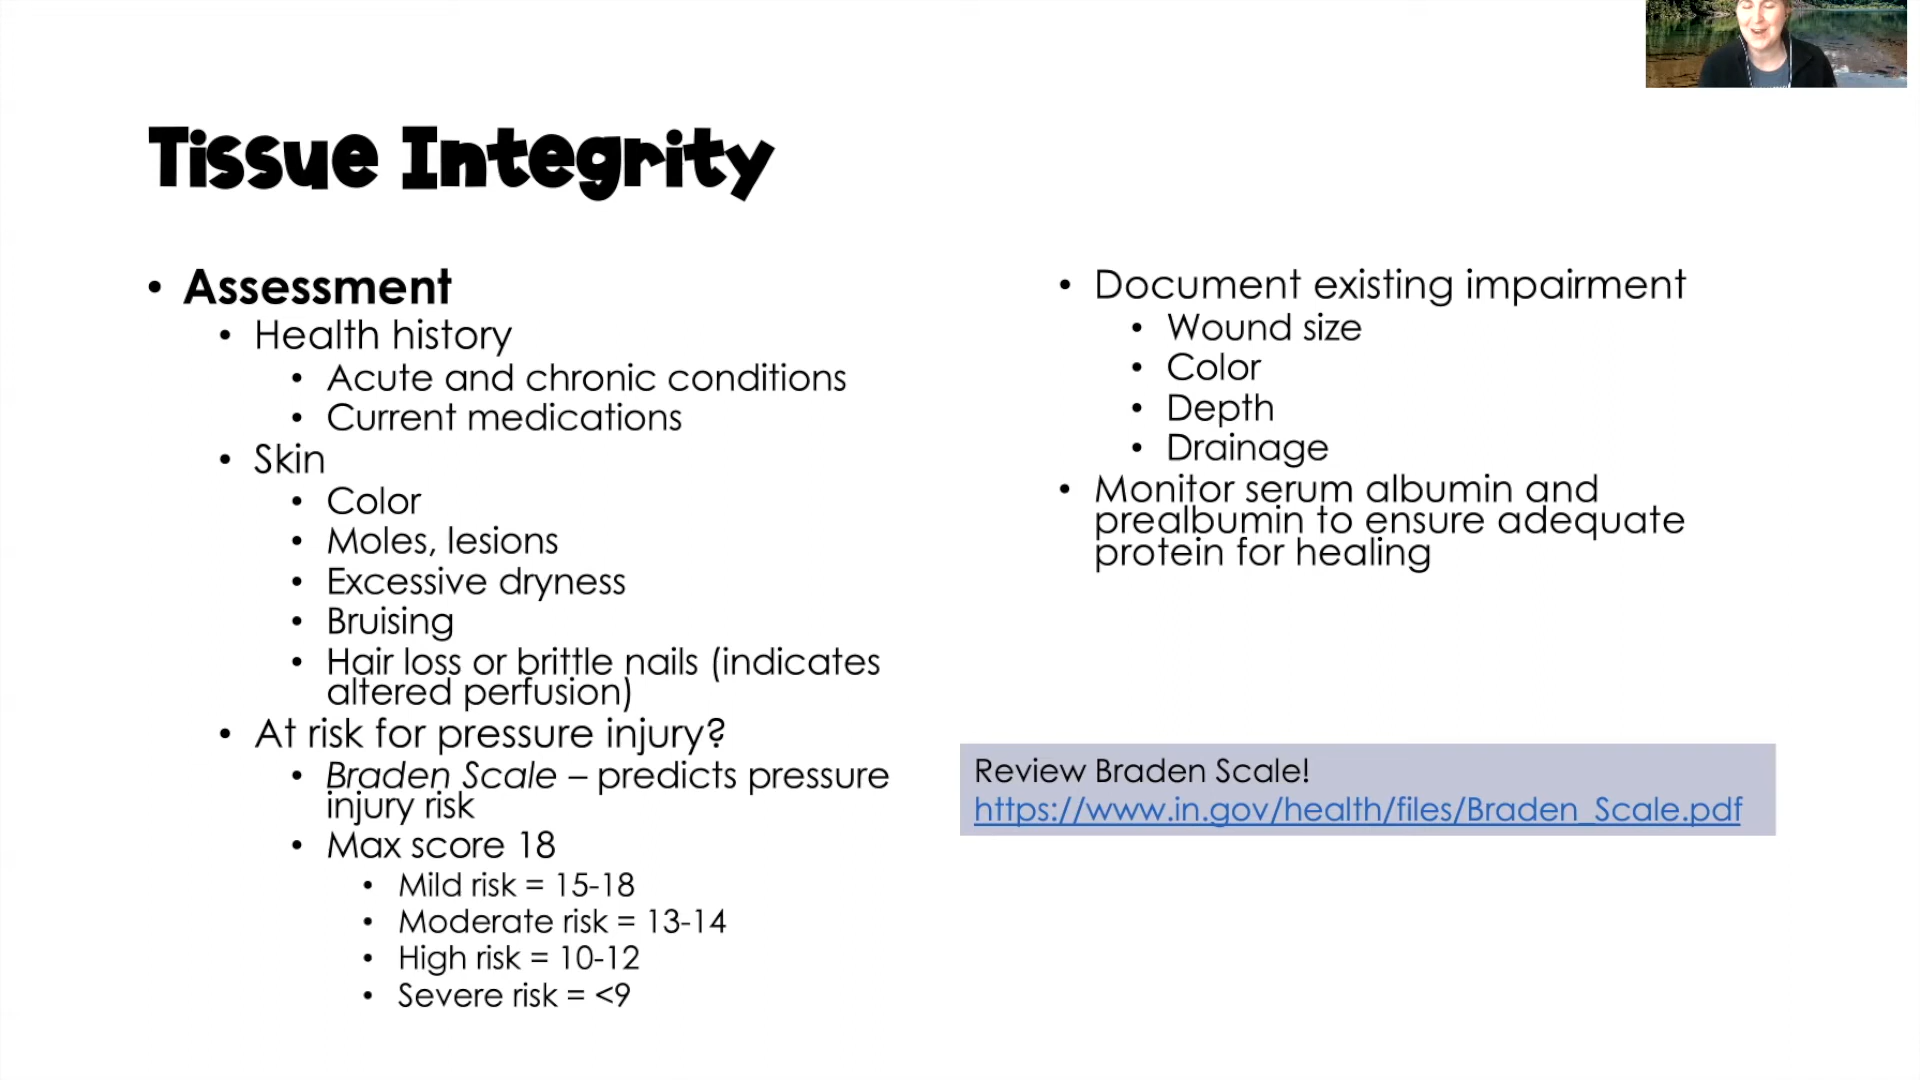 Tissue Integrity
• Assessment
• Health history
• Acute and chronic conditions
• Current medications
• Skin
• Color
• Moles, lesions
• Excessive dryness
• Bruising
• Hair loss or brittle nails (indicates
altered perfusion)
• At risk for pressure injury?
• Braden Scale – predicts pressure
injury risk
• Max score 18
• Mild risk = 15-18
• Moderate risk = 13-14
• High risk = 10-12
• Severe risk = <9
• Document existing impairment
• Wound size
• Color
• Depth
• Drainage
• Monitor serum albumin and
prealbumin to ensure adequate
protein for healing
Review Braden Scale!
https://www.in.gov/health/files/Braden_Scale.pdf